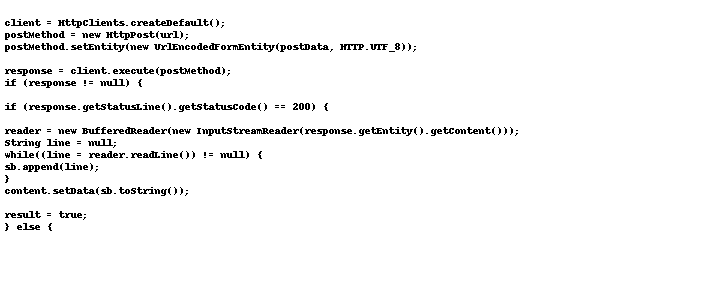 client = HttpClients.createDefault();
postMethod = new HttpPost(url);
postMethod.setEntity(new UrlEncodedFormEntity(postData, HTTP.UTF_8));
response = client.execute(postMethod);
if (response != null) {
if (response.getStatusLine().getStatusCode() == 200) {
reader = new BufferedReader(new InputStreamReader(response.getEntity().getContent()));
String line = null;
while((line = reader.readLine()) != null) {
sb.append(line);
}
content.setData(sb.toString());
result = true;
} else {